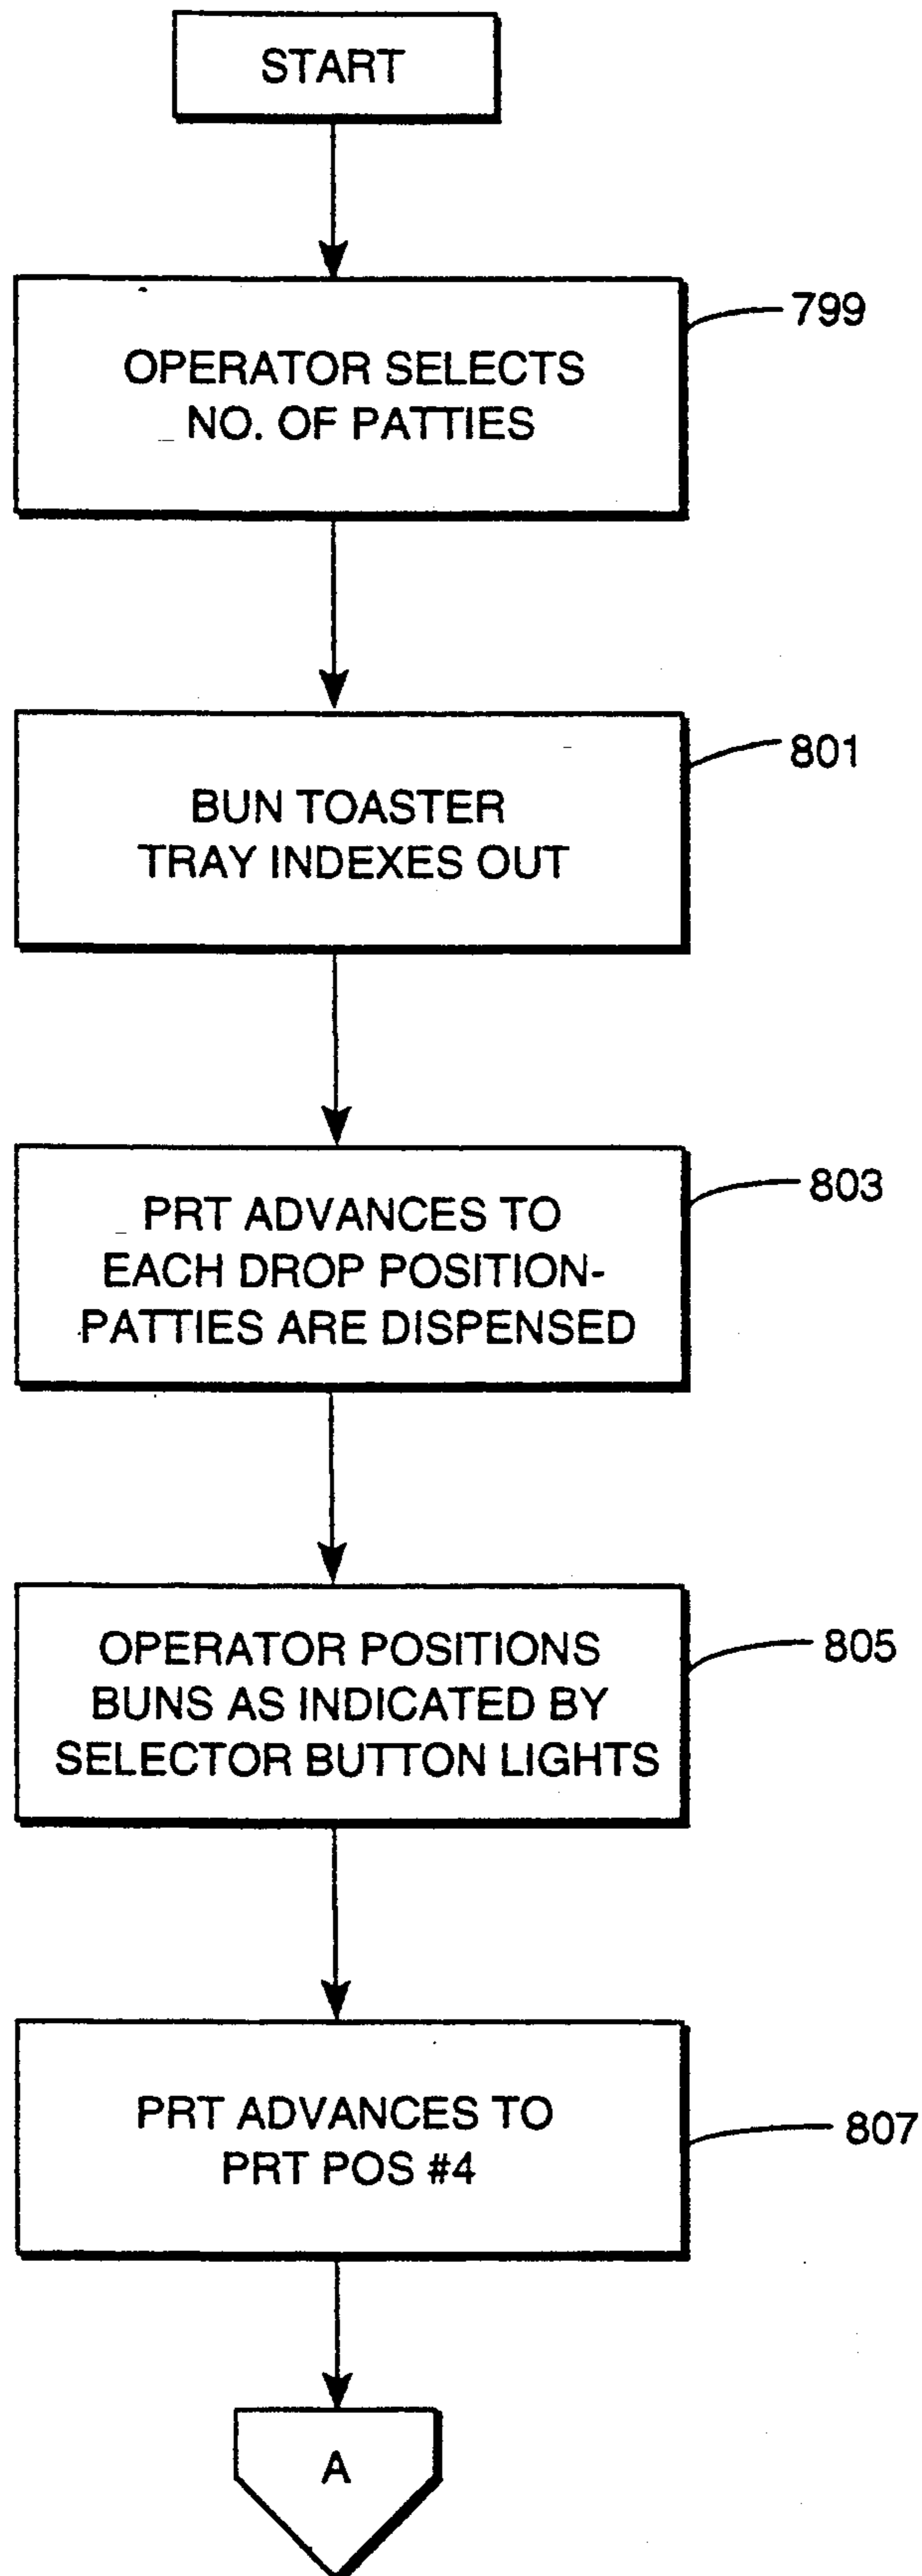 START
799
OPERATOR SELECTS
NO. OF PATTIES
801
BUN TOASTER
TRAY INDEXES OUT
803
PRT ADVANCES TO
EACH DROP POSITION-
PATTIES ARE DISPENSED
805
OPERATOR POSITIONS
BUNS AS INDICATED BY
SELECTOR BUTTON LIGHTS
807
PRT ADVANCES TO
PRT POS #4
A